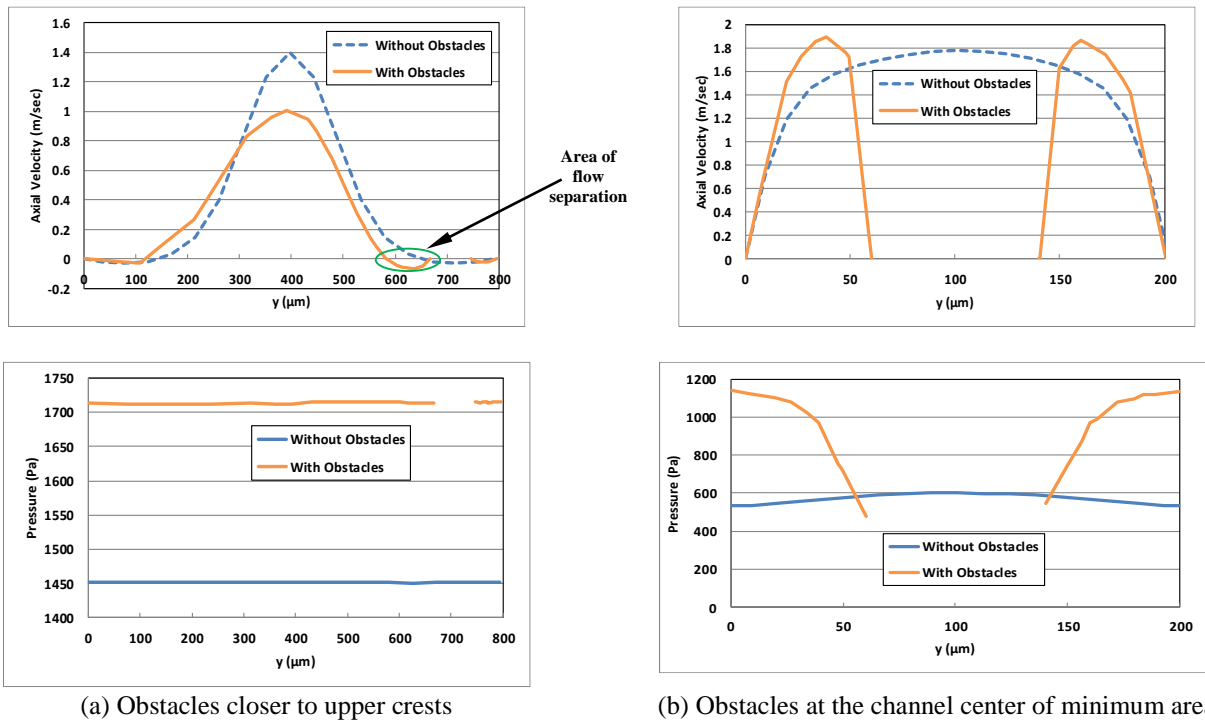 1.6
1.4
1.2
1
0.8
0.6
0.4
0.2
0
-0.2
Axial Velocity (m/sec)
Without Obstacles
With Obstacles
0 100 200 300 400 500 600 700 800
y (µm)
Area of
flow
separation
2
1.8
1.6
1.4
1.2
1
0.8
0.6
0.4
0.2
0
Axial Velocity (m/sec)
Without Obstacles
With Obstacles
0 50 100 150 200
y (µm)
1750
1700
1650
1600
1550
1500
1450
1400
Pressure (Pa)
Without Obstacles
With Obstacles
0 100 200 300 400 500 600 700 800
y (µm)
1200
1000
800
600
400
200
0
Pressure (Pa)
Without Obstacles
With Obstacles
0 50 100 150 200
y (µm)
(a) Obstacles closer to upper crests
(b) Obstacles at the channel center of minimum area